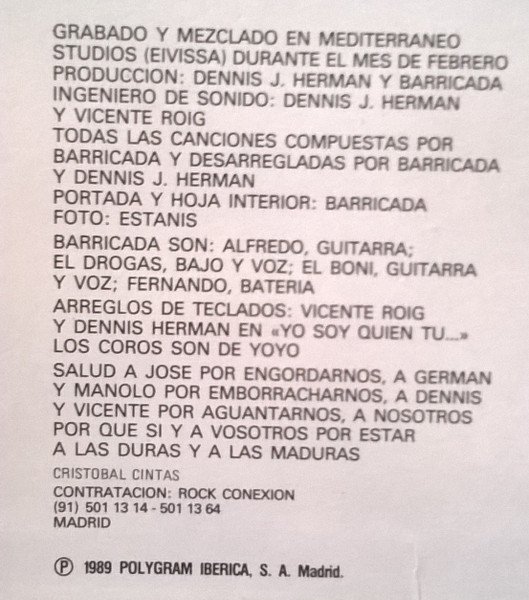 GRABADO Y MEZCLADO EN MEDITERRANEO
STUDIOS (EIVISSA) DURANTE EL MES DE FEBRERO
PRODUCCION: DENNIS J. HERMAN Y BARRICADA
INGENIERO DE SONIDO: DENNIS J. HERMAN
Y VICENTE ROIG
TODAS LAS CANCIONES COMPUESTAS POR
BARRICADA Y DESARREGLADAS POR BARRICADA
Y DENNIS J. HERMAN
PORTADA Y HOJA INTERIOR: BARRICADA
FOTO: ESTANIS
BARRICADA SON: ALFREDO, GUITARRA;
EL DROGAS, BAJO Y VOZ; EL BONI, GUITARRA
Y VOZ; FERNANDO, BATERIA
ARREGLOS DE TECLADOS: VICENTE ROIG
Y DENNIS HERMAN EN «YO SOY QUIEN TU...»
LOS COROS SON DE YOYO
SALUD A JOSE POR ENGORDARNOS, A GERMAN
Y MANOLO POR EMBORRACHARNOS, A DENNIS
Y VICENTE POR AGUANTARNOS, A NOSOTROS
POR QUE SI Y A VOSOTROS POR ESTAR
A LAS DURAS Y A LAS MADURAS
CRISTOBAL CINTAS
CONTRATACION: ROCK CONEXION
(91) 501 13 14 - 501 13 64
MADRID
Ⓟ 1989 POLYGRAM IBERICA, S. A. Madrid.